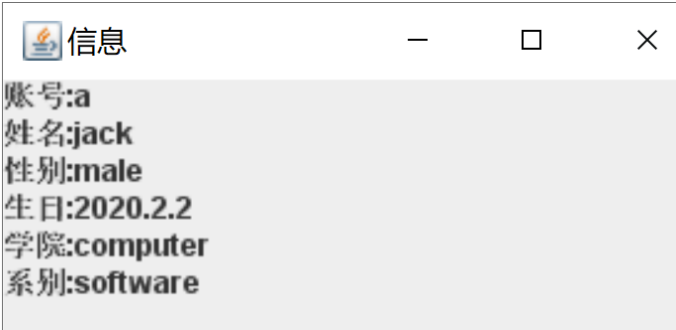 信息
账号:a
姓名:jack
性别:male
生日:2020.2.2
学院:computer
系别:software